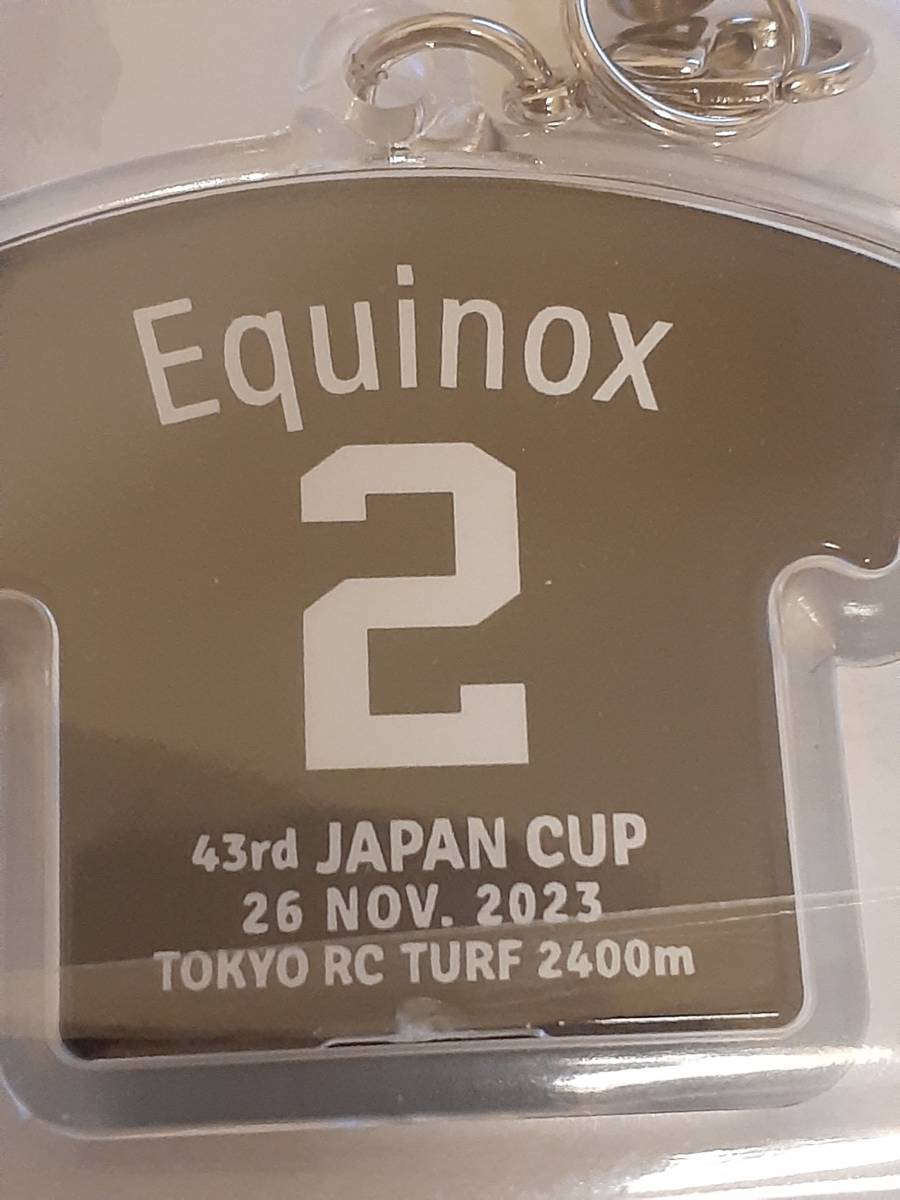 Equinox
2
43rd JAPAN CUP
26 NOV. 2023
TOKYO RC TURF 2400m